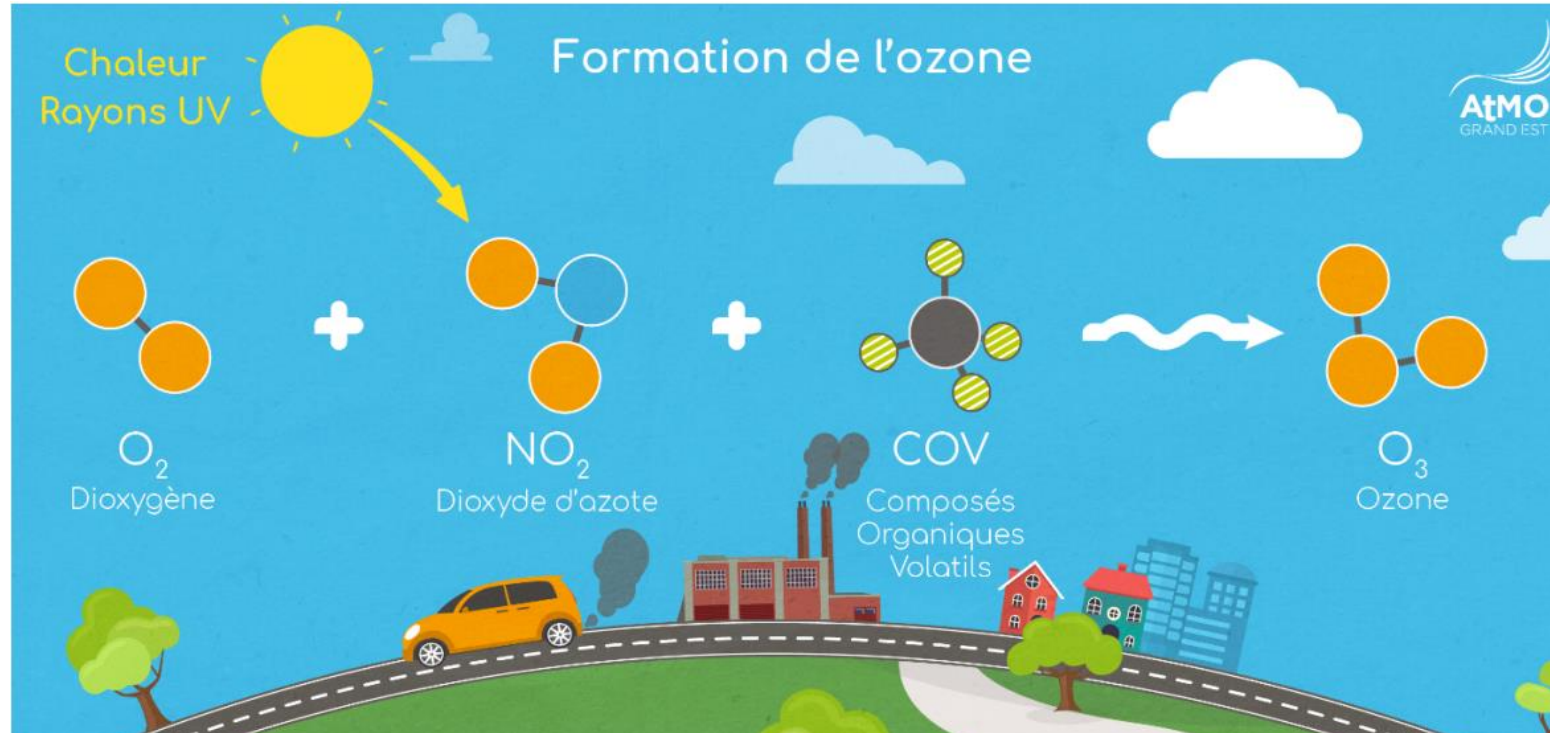 Chaleur
Rayons UV
Formation de l'ozone
AtMO
GRAND EST
O₂
Dioxygène
NO₂
Dioxyde d'azote
COV
Composés
Organiques
Volatils
O₃
Ozone